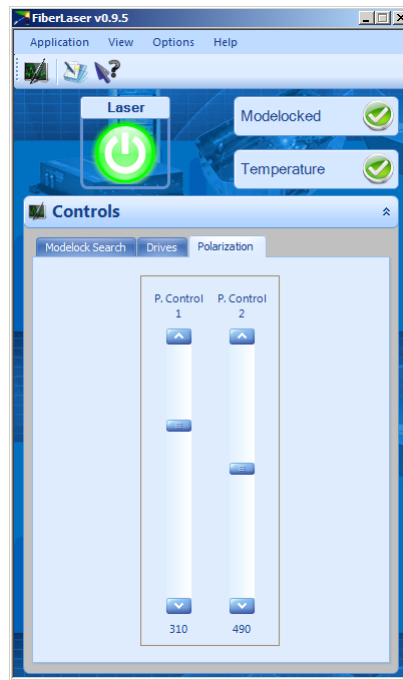 FiberLaser v0.9.5
Application View Options Help
Laser
Modelocked
Temperature
Controls
Modelock Search Drives Polarization
P. Control P. Control
1 2
310 490